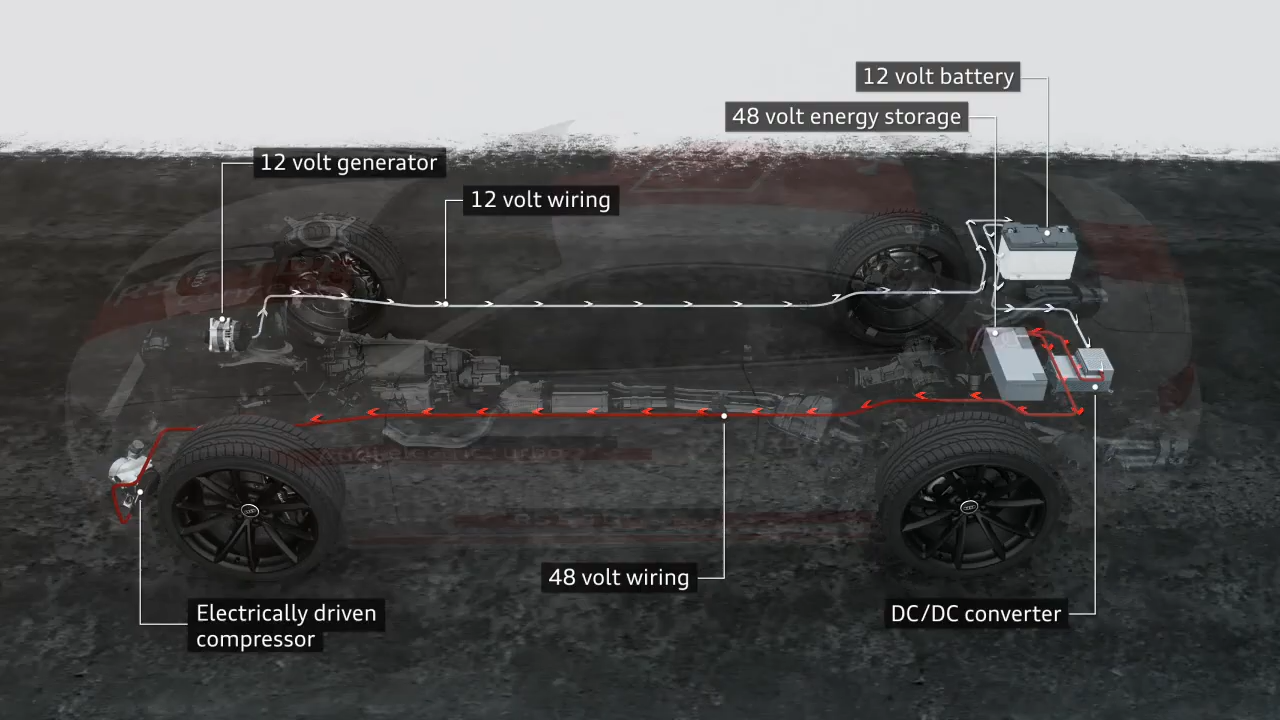 12 volt battery
48 volt energy storage
12 volt generator
12 volt wiring
48 volt wiring
Electrically driven
compressor
DC/DC converter